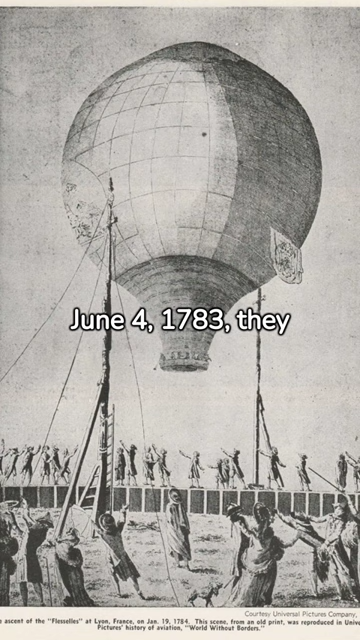 June 4, 1783, they
Courtesy Universal Pictures Company,
ascent of the "Flesselles" at Lyon, France, on Jan. 19, 1784. This scene, from an old print, was reproduced in
Pictures' history of aviation, "World Without Borders."